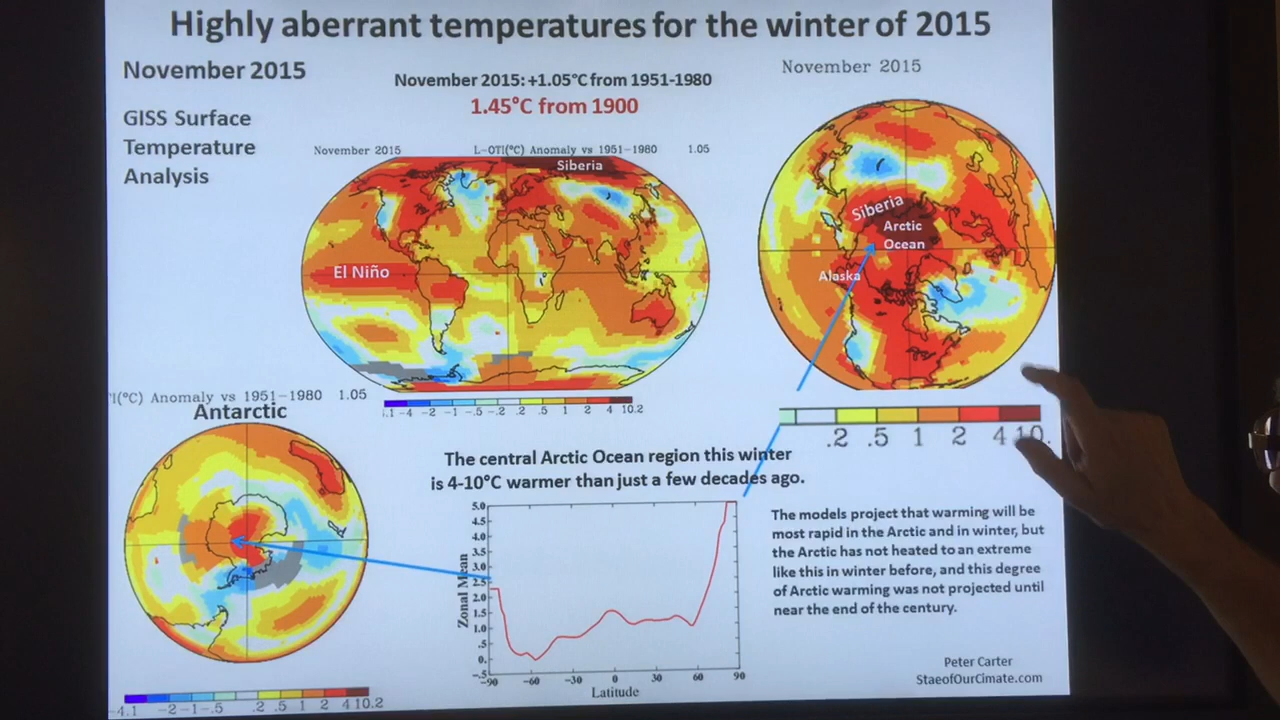 Highly aberrant temperatures for the winter of 2015
November 2015
GISS Surface
Temperature
Analysis
November 2015: +1.05°C from 1951-1980
1.45°C from 1900
November 2015
November 2015 L-OTI(°C) Anomaly vs 1951-1980 1.05
Siberia
El Niño
.1 -4 -2 -1 -.5 -.2 .2 .5 1 2 4 10.2
Siberia
Arctic
Ocean
Alaska
.2 .5 1 2 4 10.
I(°C) Anomaly vs 1951-1980 1.05
Antarctic
-4.1 -2 -1 -.5 .2 .5 1 2 4 10.2
The central Arctic Ocean region this winter
is 4-10°C warmer than just a few decades ago.
Zonal Mean
5.0
4.5
4.0
3.5
3.0
2.5
2.0
1.5
1.0
.5
0.
-.5
-90 -60 -30 0 30 60 90
Latitude
The models project that warming will be
most rapid in the Arctic and in winter, but
the Arctic has not heated to an extreme
like this in winter before, and this degree
of Arctic warming was not projected until
near the end of the century.
Peter Carter
StaeofOurCimate.com